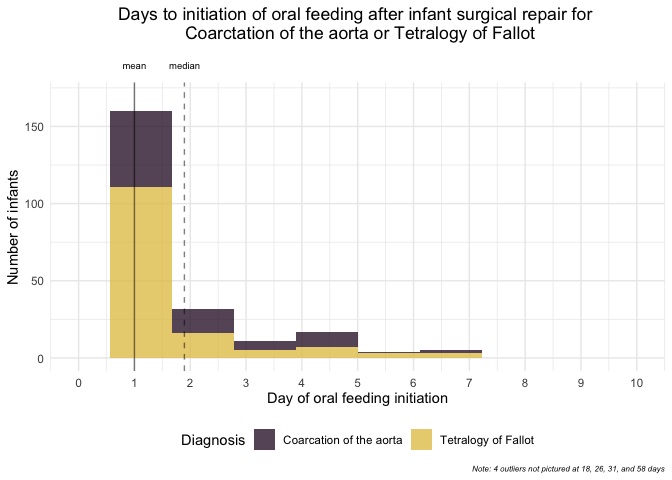 Days to initiation of oral feeding after infant surgical repair for
Coarctation of the aorta or Tetralogy of Fallot
mean
median
Number of infants
150
100
50
0
0 1 2 3 4 5 6 7 8 9 10
Day of oral feeding initiation
Diagnosis Coarcation of the aorta Tetralogy of Fallot
Note: 4 outliers not pictured at 18, 26, 31, and 58 days